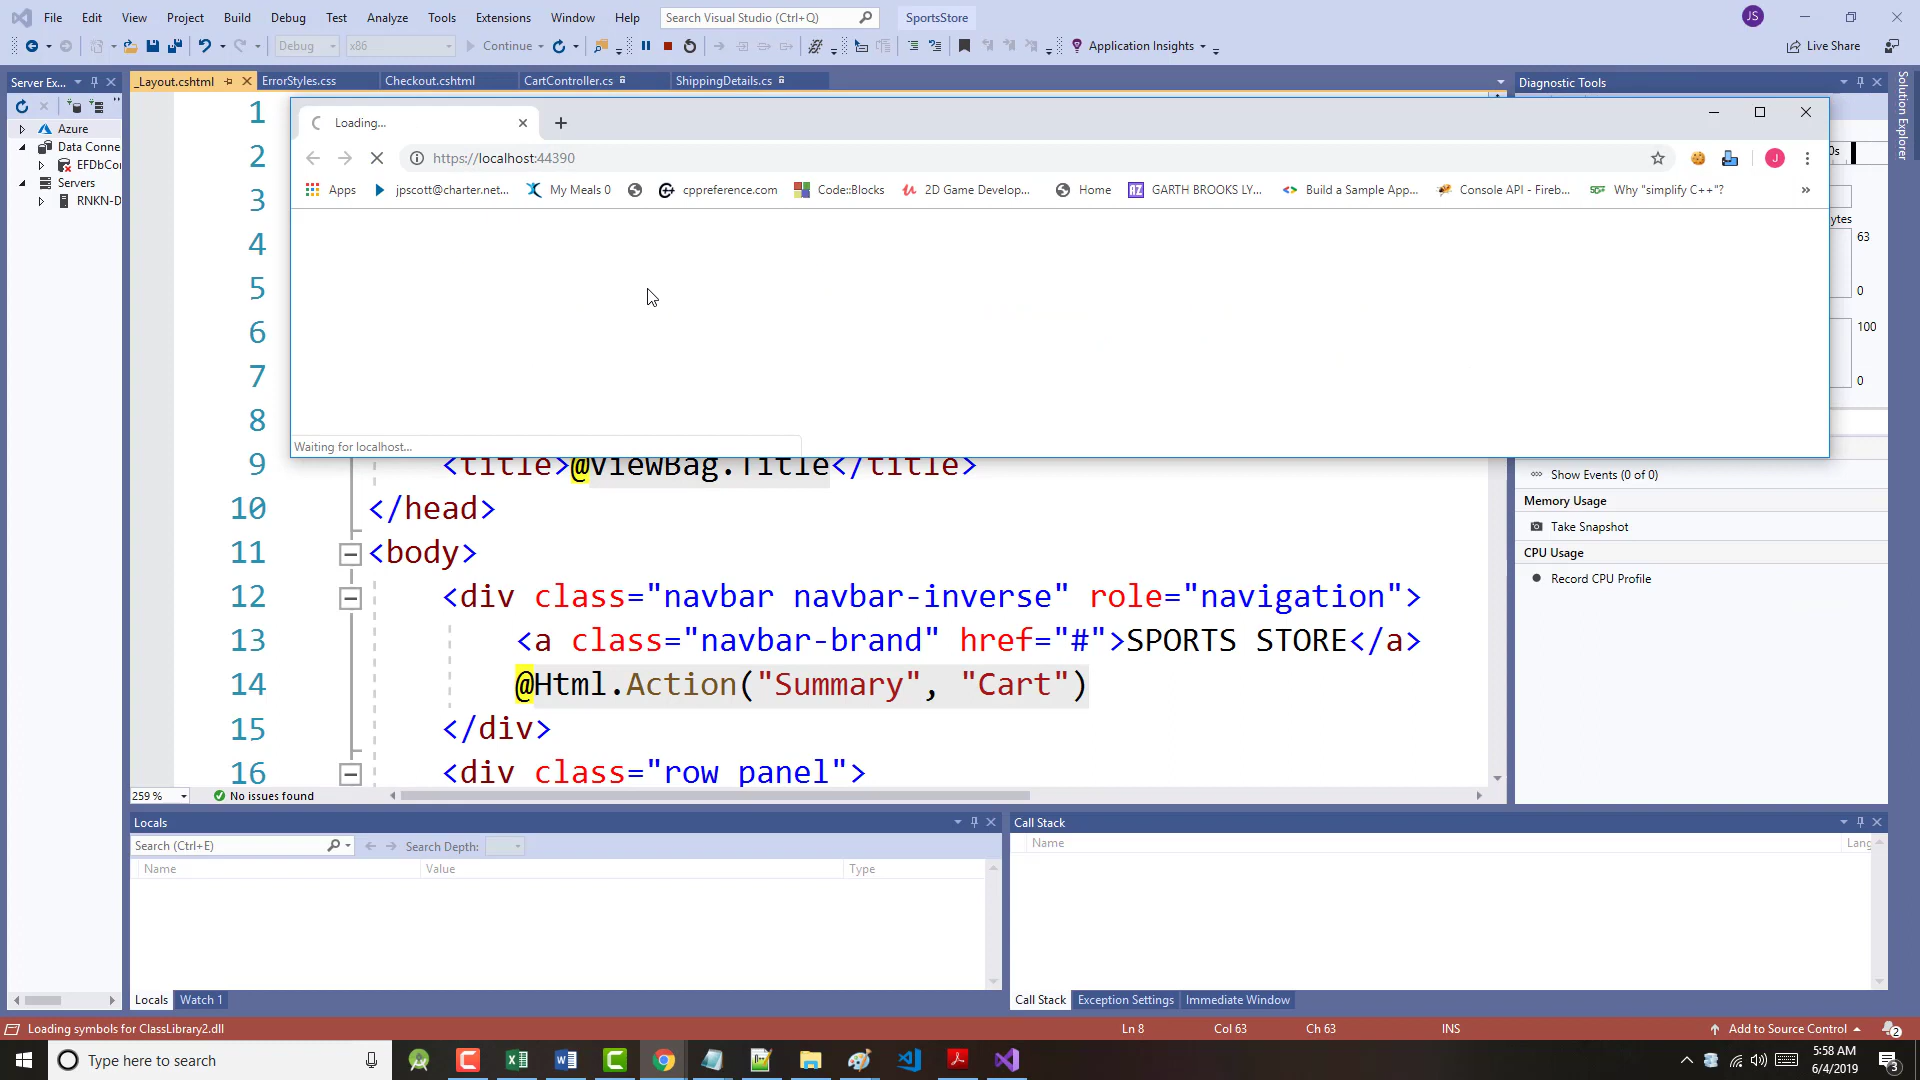 File Edit View Project Build Debug Test Analyze Tools Extensions Window Help Search Visual Studio (Ctrl+Q) SportsStore JS
Debug x86 Continue Application Insights Live Share
Server Ex... _Layout.cshtml ErrorStyles.css Checkout.cshtml CartController.cs ShippingDetails.cs Diagnostic Tools Solution Explorer
Loading...
https://localhost:44390 J
Apps jpscott@charter.net... My Meals 0 cppreference.com Code::Blocks 2D Game Develop... Home AZ GARTH BROOKS LY... Build a Sample App... Console API - Fireb... Why "simplify C++"? »
Azure
Data Conne
EFDbCon
Servers
RNKN-D
0s
ytes
63
0
100
0
Waiting for localhost...
1
2
3
4
5
6
7
8
9 <title>@ViewBag.Title</title>
10 </head>
11 <body>
12 <div class="navbar navbar-inverse" role="navigation">
13 <a class="navbar-brand" href="#">SPORTS STORE</a>
14 @Html.Action("Summary", "Cart")
15 </div>
16 <div class="row panel">
Show Events (0 of 0)
Memory Usage
Take Snapshot
CPU Usage
Record CPU Profile
259 % No issues found
Locals
Search (Ctrl+E) Search Depth:
Name Value Type
Locals Watch 1
Call Stack
Name Lang
Call Stack Exception Settings Immediate Window
Loading symbols for ClassLibrary2.dll Ln 8 Col 63 Ch 63 INS Add to Source Control 2
Type here to search
5:58 AM
6/4/2019
3